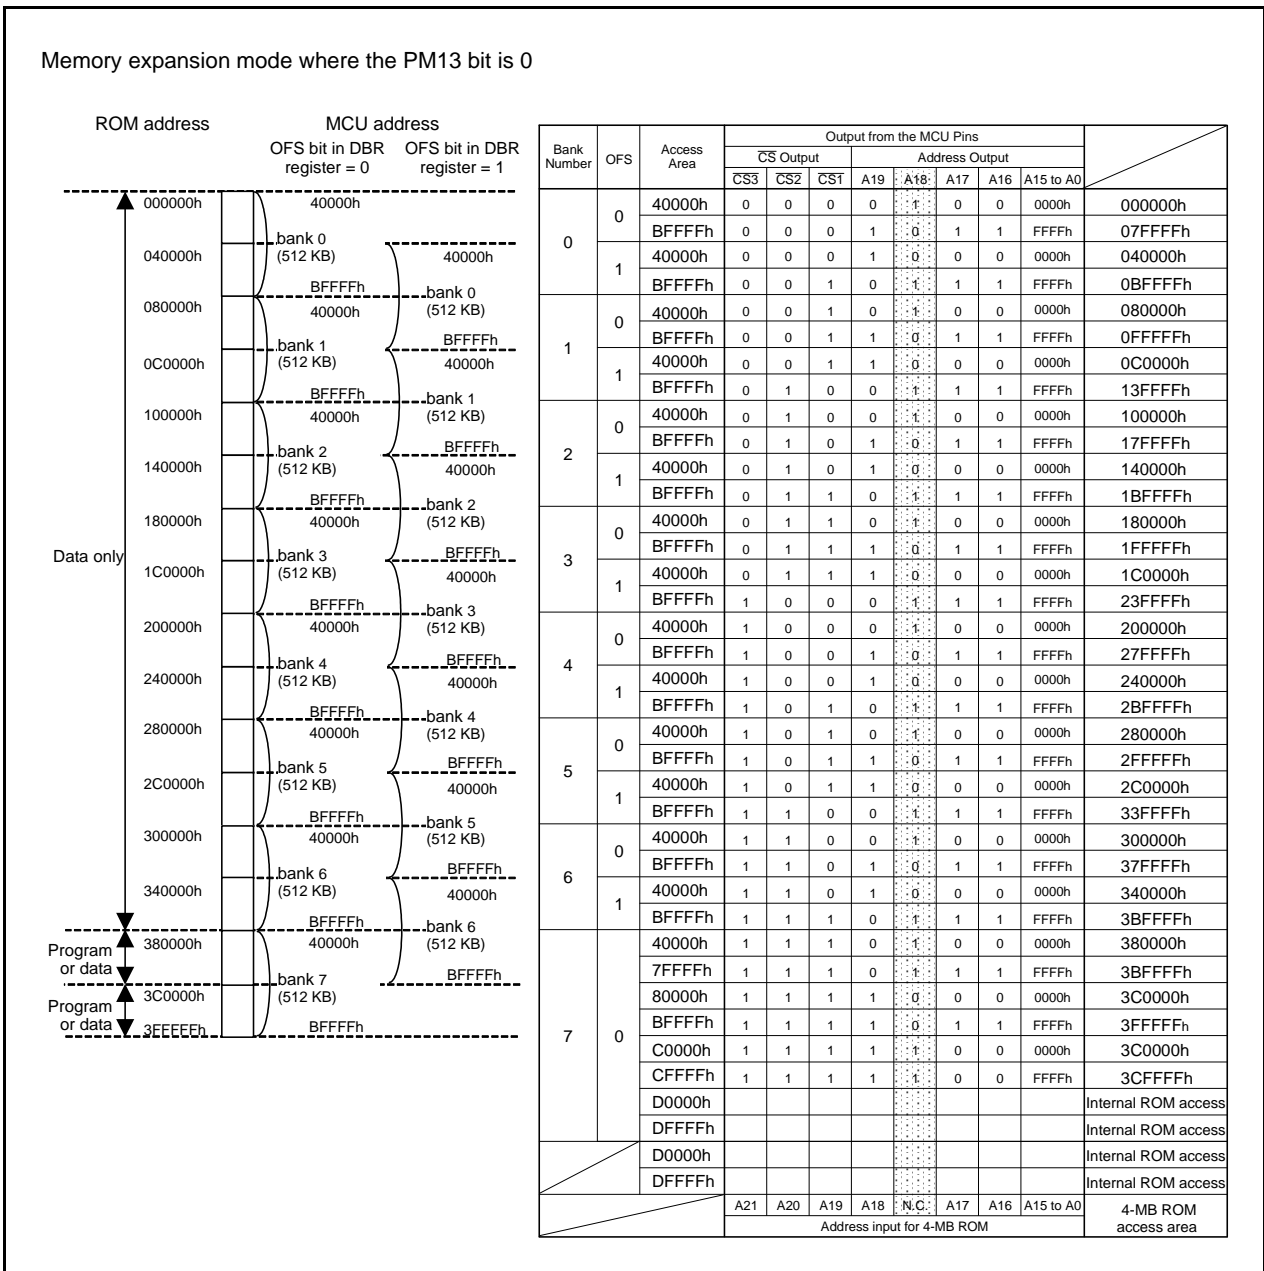 Memory expansion mode where the PM13 bit is 0
ROM address
MCU address
OFS bit in DBR register = 0
OFS bit in DBR register = 1
000000h
40000h
bank 0
(512 KB)
040000h
40000h
BFFFFh
bank 0
(512 KB)
080000h
40000h
bank 1
(512 KB)
BFFFFh
0C0000h
40000h
BFFFFh
bank 1
(512 KB)
100000h
40000h
bank 2
(512 KB)
BFFFFh
140000h
40000h
BFFFFh
bank 2
(512 KB)
180000h
40000h
Data only
bank 3
(512 KB)
BFFFFh
1C0000h
40000h
BFFFFh
bank 3
(512 KB)
200000h
40000h
bank 4
(512 KB)
BFFFFh
240000h
40000h
BFFFFh
bank 4
(512 KB)
280000h
40000h
bank 5
(512 KB)
BFFFFh
2C0000h
40000h
BFFFFh
bank 5
(512 KB)
300000h
40000h
bank 6
(512 KB)
BFFFFh
340000h
40000h
BFFFFh
bank 6
(512 KB)
Program or data
380000h
40000h
bank 7
(512 KB)
BFFFFh
Program or data
3C0000h
3FFFFFh
BFFFFh
Bank Number OFS Access Area Output from the MCU Pins
CS Output Address Output
CS3 CS2 CS1 A19 A18 A17 A16 A15 to A0
0 0 40000h 0 0 0 0 1 0 0 0000h 000000h
BFFFFh 0 0 0 1 0 1 1 FFFFh 07FFFFh
1 40000h 0 0 0 1 0 0 0 0000h 040000h
BFFFFh 0 0 1 0 1 1 1 FFFFh 0BFFFFh
1 0 40000h 0 0 1 0 1 0 0 0000h 080000h
BFFFFh 0 0 1 1 0 1 1 FFFFh 0FFFFFh
1 40000h 0 0 1 1 0 0 0 0000h 0C0000h
BFFFFh 0 1 0 0 1 1 1 FFFFh 13FFFFh
2 0 40000h 0 1 0 0 1 0 0 0000h 100000h
BFFFFh 0 1 0 1 0 1 1 FFFFh 17FFFFh
1 40000h 0 1 0 1 0 0 0 0000h 140000h
BFFFFh 0 1 1 0 1 1 1 FFFFh 1BFFFFh
3 0 40000h 0 1 1 0 1 0 0 0000h 180000h
BFFFFh 0 1 1 1 0 1 1 FFFFh 1FFFFFh
1 40000h 0 1 1 1 0 0 0 0000h 1C0000h
BFFFFh 1 0 0 0 1 1 1 FFFFh 23FFFFh
4 0 40000h 1 0 0 0 1 0 0 0000h 200000h
BFFFFh 1 0 0 1 0 1 1 FFFFh 27FFFFh
1 40000h 1 0 0 1 0 0 0 0000h 240000h
BFFFFh 1 0 1 0 1 1 1 FFFFh 2BFFFFh
5 0 40000h 1 0 1 0 1 0 0 0000h 280000h
BFFFFh 1 0 1 1 0 1 1 FFFFh 2FFFFFh
1 40000h 1 0 1 1 0 0 0 0000h 2C0000h
BFFFFh 1 1 0 0 1 1 1 FFFFh 33FFFFh
6 0 40000h 1 1 0 0 1 0 0 0000h 300000h
BFFFFh 1 1 0 1 0 1 1 FFFFh 37FFFFh
1 40000h 1 1 0 1 0 0 0 0000h 340000h
BFFFFh 1 1 1 0 1 1 1 FFFFh 3BFFFFh
7 0 40000h 1 1 1 0 1 0 0 0000h 380000h
7FFFFh 1 1 1 0 1 1 1 FFFFh 3BFFFFh
80000h 1 1 1 1 0 0 0 0000h 3C0000h
BFFFFh 1 1 1 1 0 1 1 FFFFh 3FFFFFh
C0000h 1 1 1 1 1 0 0 0000h 3C0000h
CFFFFh 1 1 1 1 1 0 0 FFFFh 3CFFFFh
D0000h Internal ROM access
DFFFFh Internal ROM access
D0000h Internal ROM access
DFFFFh Internal ROM access
A21 A20 A19 A18 N.C. A17 A16 A15 to A0 4-MB ROM access area
Address input for 4-MB ROM